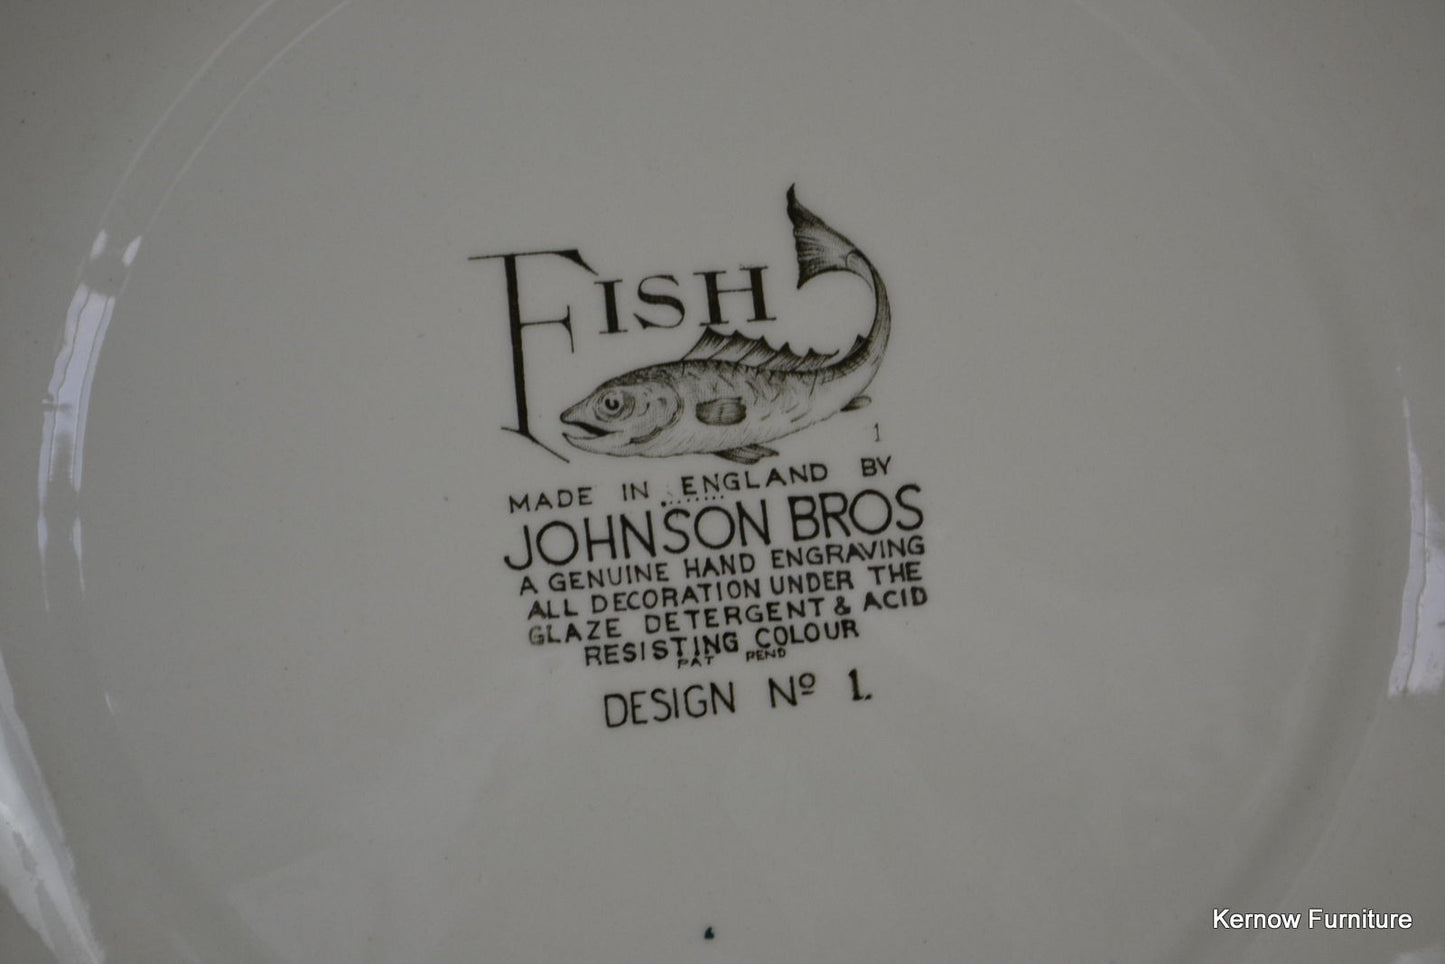 FISH
1
MADE IN ENGLAND BY
JOHNSON BROS
A GENUINE HAND ENGRAVING
ALL DECORATION UNDER THE
GLAZE DETERGENT & ACID
RESISTING COLOUR
PAT PEND
DESIGN Nº 1.
Kernow Furniture